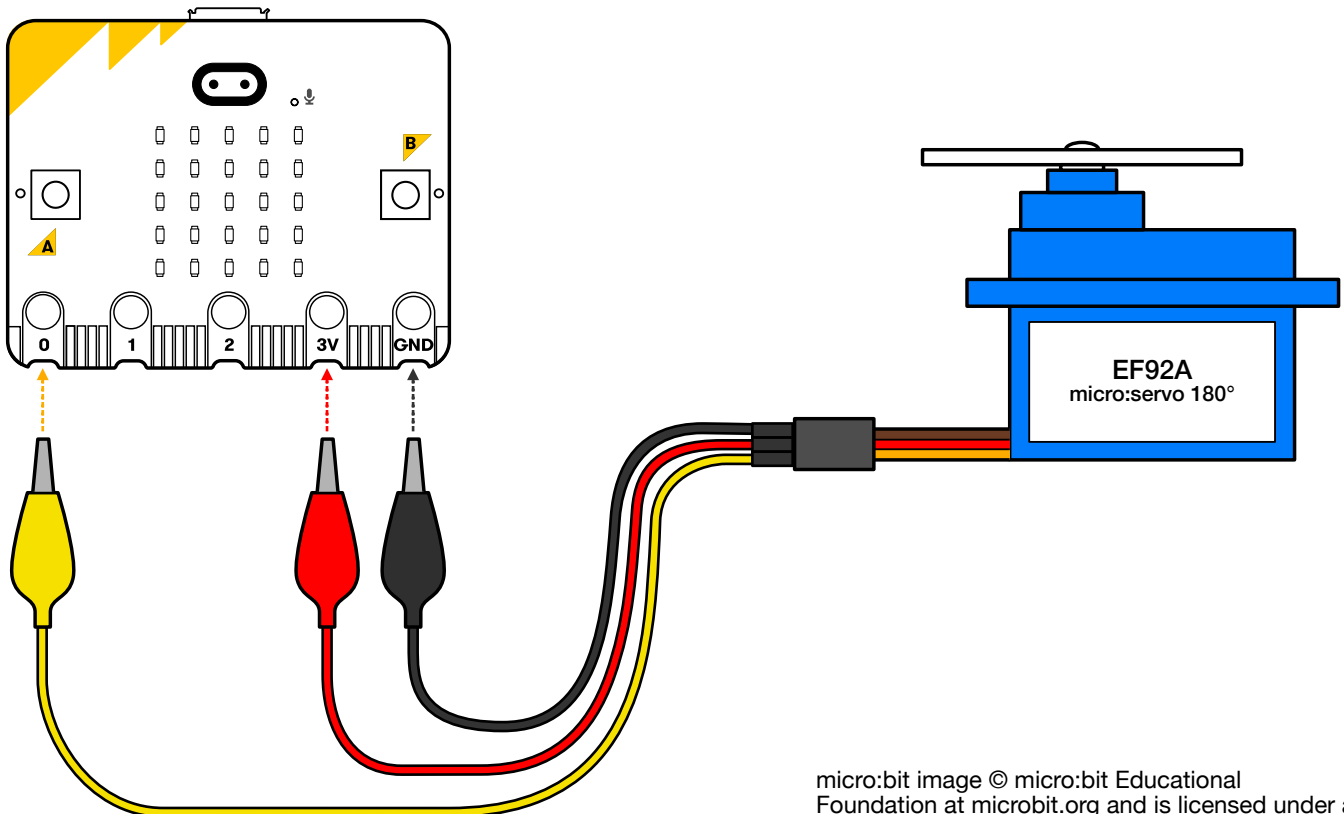 B
A
0 1 2 3V GND
EF92A
micro:servo 180°
micro:bit image © micro:bit Educational
Foundation at microbit.org and is licensed under a